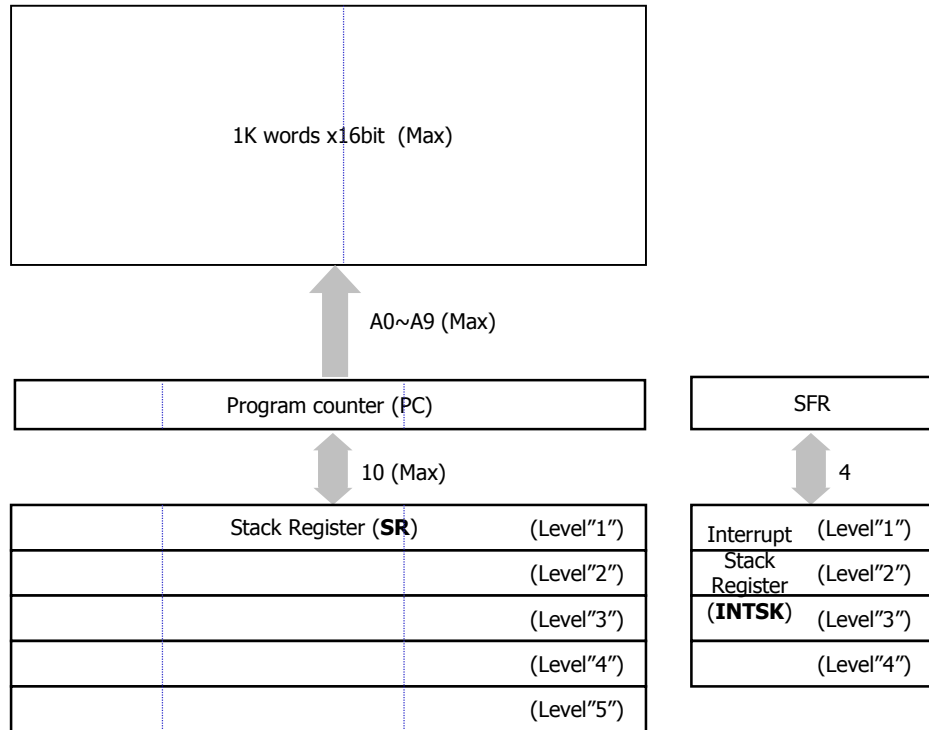 1K words x16bit (Max)
A0~A9 (Max)
Program counter (PC)
SFR
10 (Max)
4
Stack Register (SR) (Level"1")
(Level"2")
(Level"3")
(Level"4")
(Level"5")
Interrupt
Stack
Register
(INTSK)
(Level"1")
(Level"2")
(Level"3")
(Level"4")